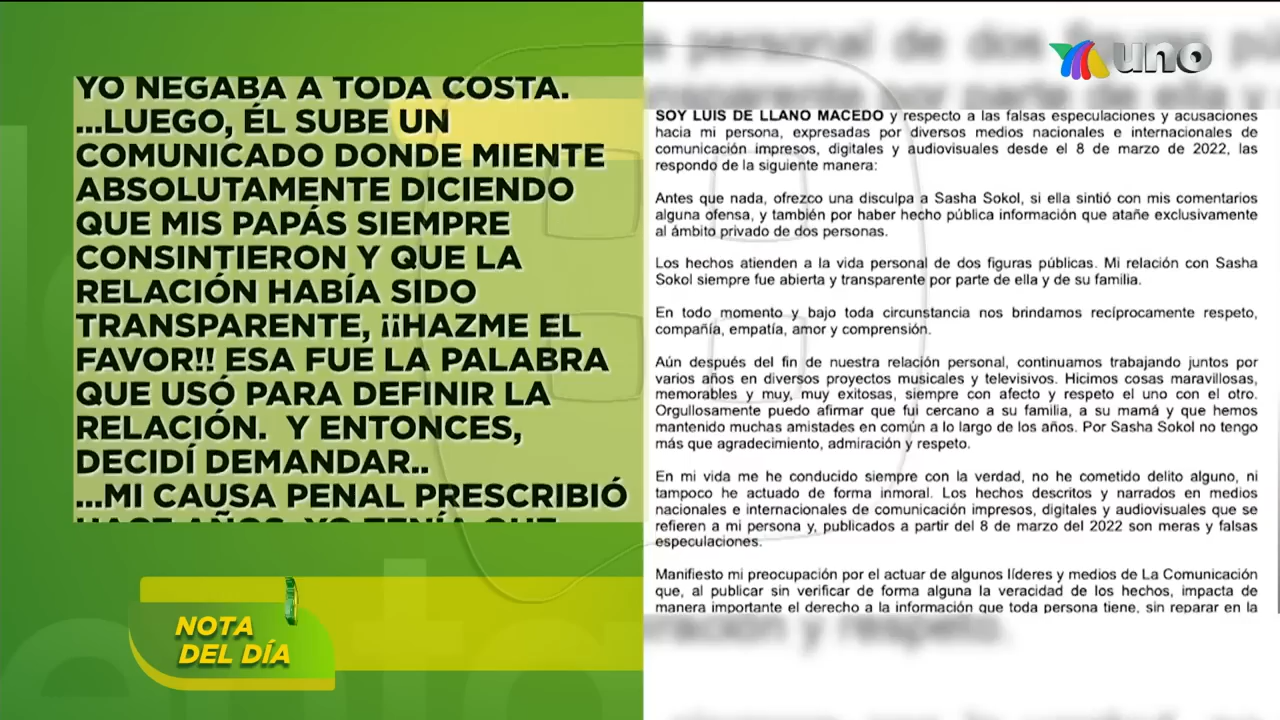 YO NEGABA A TODA COSTA.
...LUEGO, ÉL SUBE UN
COMUNICADO DONDE MIENTE
ABSOLUTAMENTE DICIENDO
QUE MIS PAPÁS SIEMPRE
CONSINTIERON Y QUE LA
RELACIÓN HABÍA SIDO
TRANSPARENTE, ¡¡HAZME EL
FAVOR!! ESA FUE LA PALABRA
QUE USÓ PARA DEFINIR LA
RELACIÓN. Y ENTONCES,
DECIDÍ DEMANDAR..
...MI CAUSA PENAL PRESCRIBIÓ
NOTA
DEL DÍA
uno
SOY LUIS DE LLANO MACEDO y respecto a las falsas especulaciones y acusaciones
hacia mi persona, expresadas por diversos medios nacionales e internacionales de
comunicación impresos, digitales y audiovisuales desde el 8 de marzo de 2022, las
respondo de la siguiente manera:
Antes que nada, ofrezco una disculpa a Sasha Sokol, si ella sintió con mis comentarios
alguna ofensa, y también por haber hecho pública información que atañe exclusivamente
al ámbito privado de dos personas.
Los hechos atienden a la vida personal de dos figuras públicas. Mi relación con Sasha
Sokol siempre fue abierta y transparente por parte de ella y de su familia.
En todo momento y bajo toda circunstancia nos brindamos recíprocamente respeto,
compañía, empatía, amor y comprensión.
Aún después del fin de nuestra relación personal, continuamos trabajando juntos por
varios años en diversos proyectos musicales y televisivos. Hicimos cosas maravillosas,
memorables y muy, muy exitosas, siempre con afecto y respeto el uno con el otro.
Orgullosamente puedo afirmar que fui cercano a su familia, a su mamá y que hemos
mantenido muchas amistades en común a lo largo de los años. Por Sasha Sokol no tengo
más que agradecimiento, admiración y respeto.
En mi vida me he conducido siempre con la verdad, no he cometido delito alguno, ni
tampoco he actuado de forma inmoral. Los hechos descritos y narrados en medios
nacionales e internacionales de comunicación impresos, digitales y audiovisuales que se
refieren a mi persona y, publicados a partir del 8 de marzo del 2022 son meras y falsas
especulaciones.
Manifiesto mi preocupación por el actuar de algunos líderes y medios de La Comunicación
que, al publicar sin verificar de forma alguna la veracidad de los hechos, impacta de
manera importante el derecho a la información que toda persona tiene, sin reparar en la